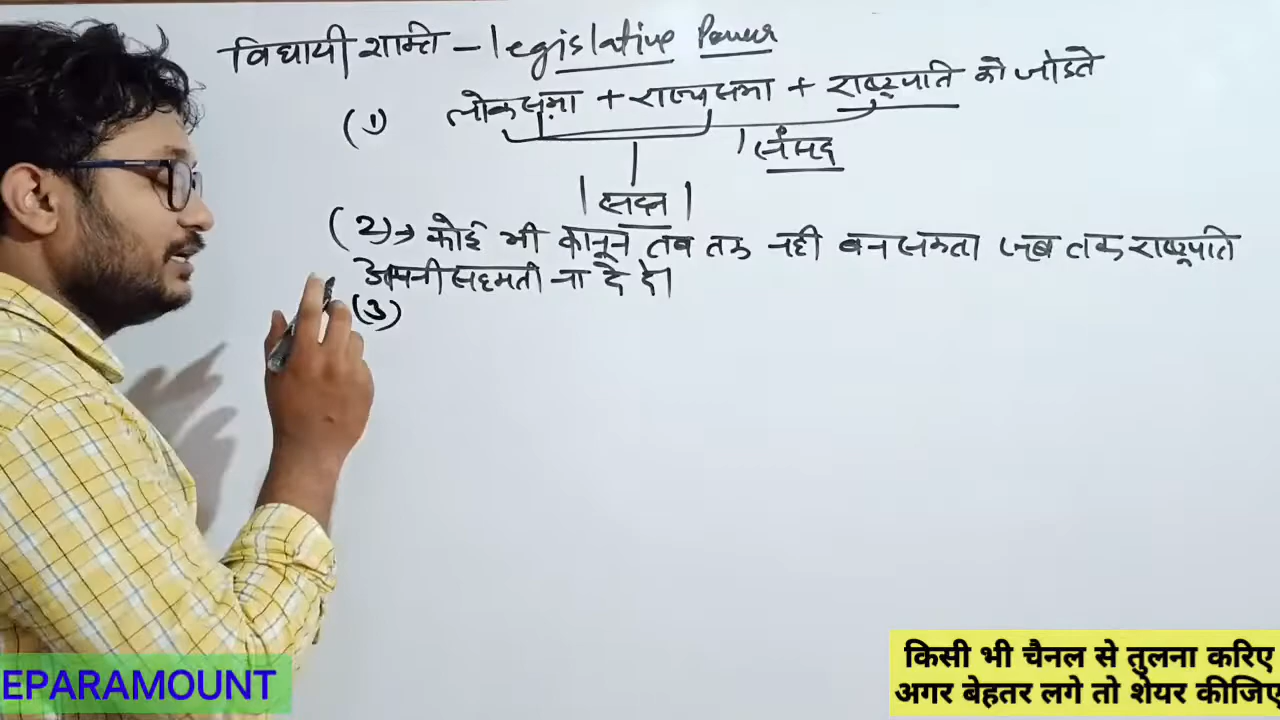 विधायी शक्ति - legislative Power
(1) लोकसभा + राज्यसभा + राष्ट्रपति को जोडते
संसद
सदन
(2)→ कोई भी कानून तब तक नही बन सकता जब तक राष्ट्रपति
अपनी सहमती ना दे दे।
(3)
EPARAMOUNT
किसी भी चैनल से तुलना करिए
अगर बेहतर लगे तो शेयर कीजिए